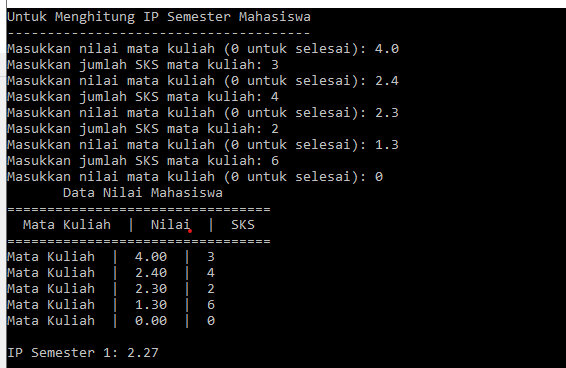 Untuk Menghitung IP Semester Mahasiswa
--------------------------------------
Masukkan nilai mata kuliah (0 untuk selesai): 4.0
Masukkan jumlah SKS mata kuliah: 3
Masukkan nilai mata kuliah (0 untuk selesai): 2.4
Masukkan jumlah SKS mata kuliah: 4
Masukkan nilai mata kuliah (0 untuk selesai): 2.3
Masukkan jumlah SKS mata kuliah: 2
Masukkan nilai mata kuliah (0 untuk selesai): 1.3
Masukkan jumlah SKS mata kuliah: 6
Masukkan nilai mata kuliah (0 untuk selesai): 0
       Data Nilai Mahasiswa
=================================
  Mata Kuliah  |  Nilai  |  SKS
=================================
Mata Kuliah  |  4.00  |  3
Mata Kuliah  |  2.40  |  4
Mata Kuliah  |  2.30  |  2
Mata Kuliah  |  1.30  |  6
Mata Kuliah  |  0.00  |  0

IP Semester 1: 2.27